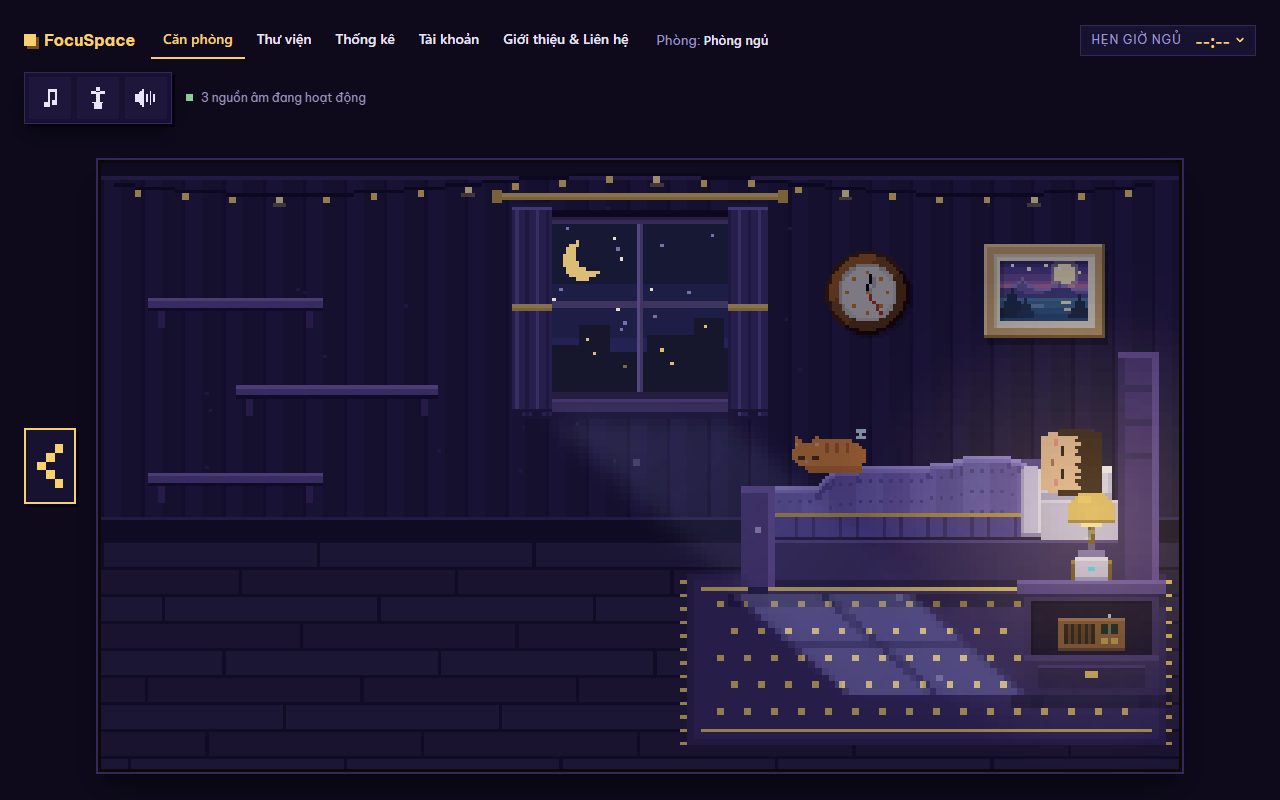 FocuSpace
Căn phòng
Thư viện
Thống kê
Tài khoản
Giới thiệu & Liên hệ
Phòng: Phòng ngủ
HẸN GIỜ NGỦ --:--
3 nguồn âm đang hoạt động